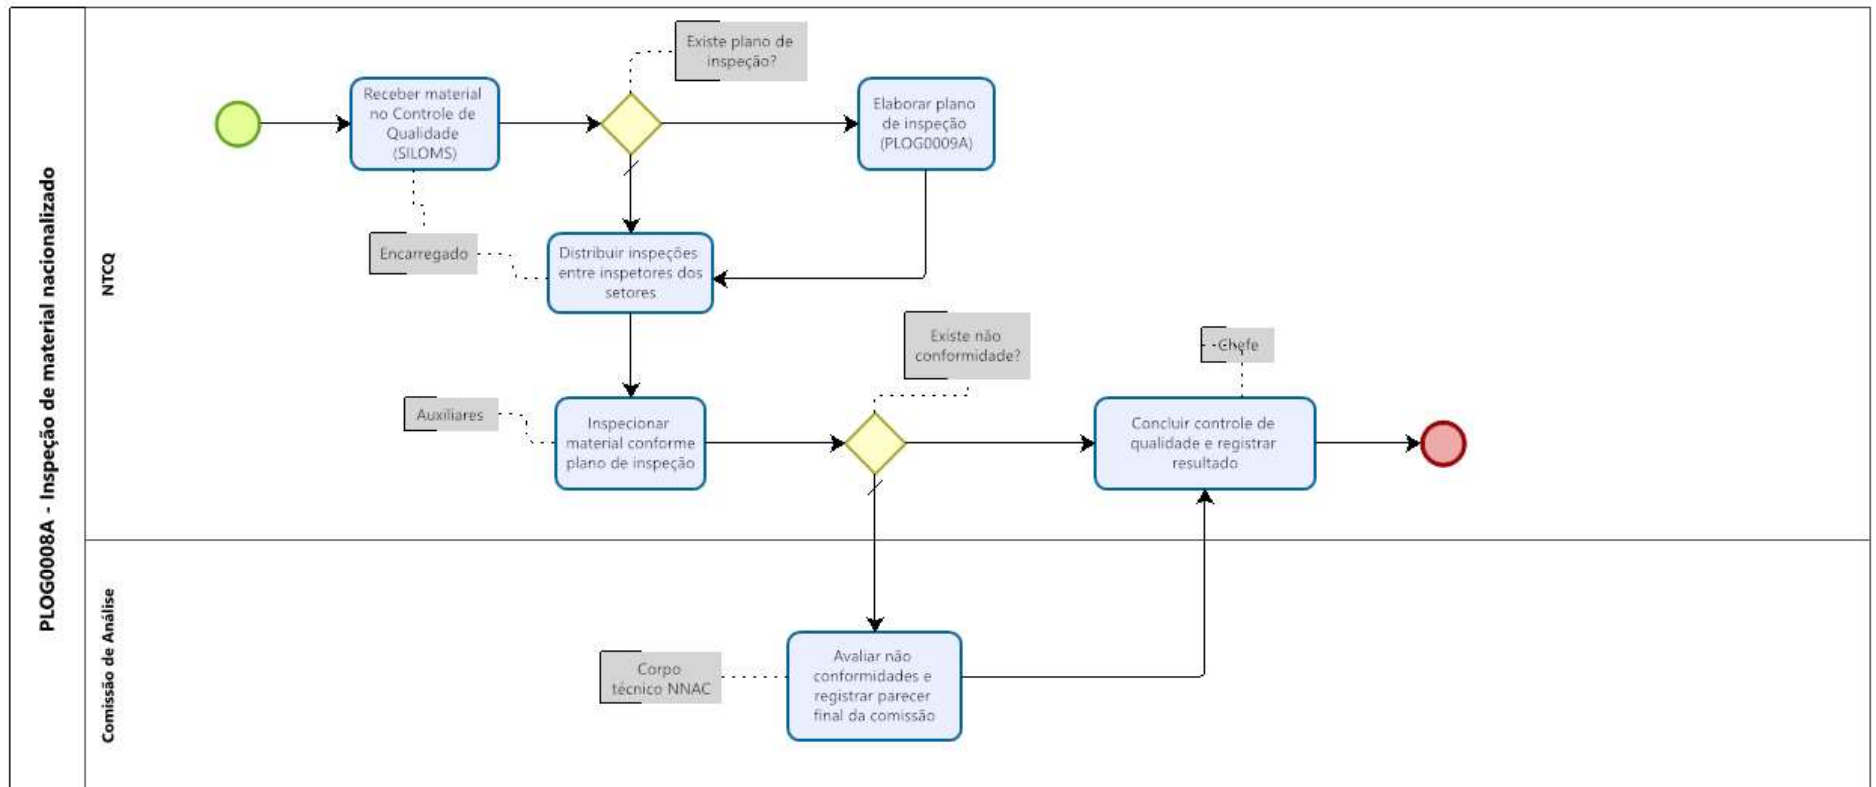 PLOG0008A - Inspeção de material nacionalizado
NTCQ
Existe plano de
inspeção?
Receber material
no Controle de
Qualidade
(SILOMS)
Elaborar plano
de inspeção
(PLOG0009A)
Encarregado
Distribuir inspeções
entre inspetores dos
setores
Existe não
conformidade?
Chefe
Auxiliares
Inspecionar
material conforme
plano de inspeção
Concluir controle de
qualidade e registrar
resultado
Comissão de Análise
Corpo
técnico NNAC
Avaliar não
conformidades e
registrar parecer
final da comissão